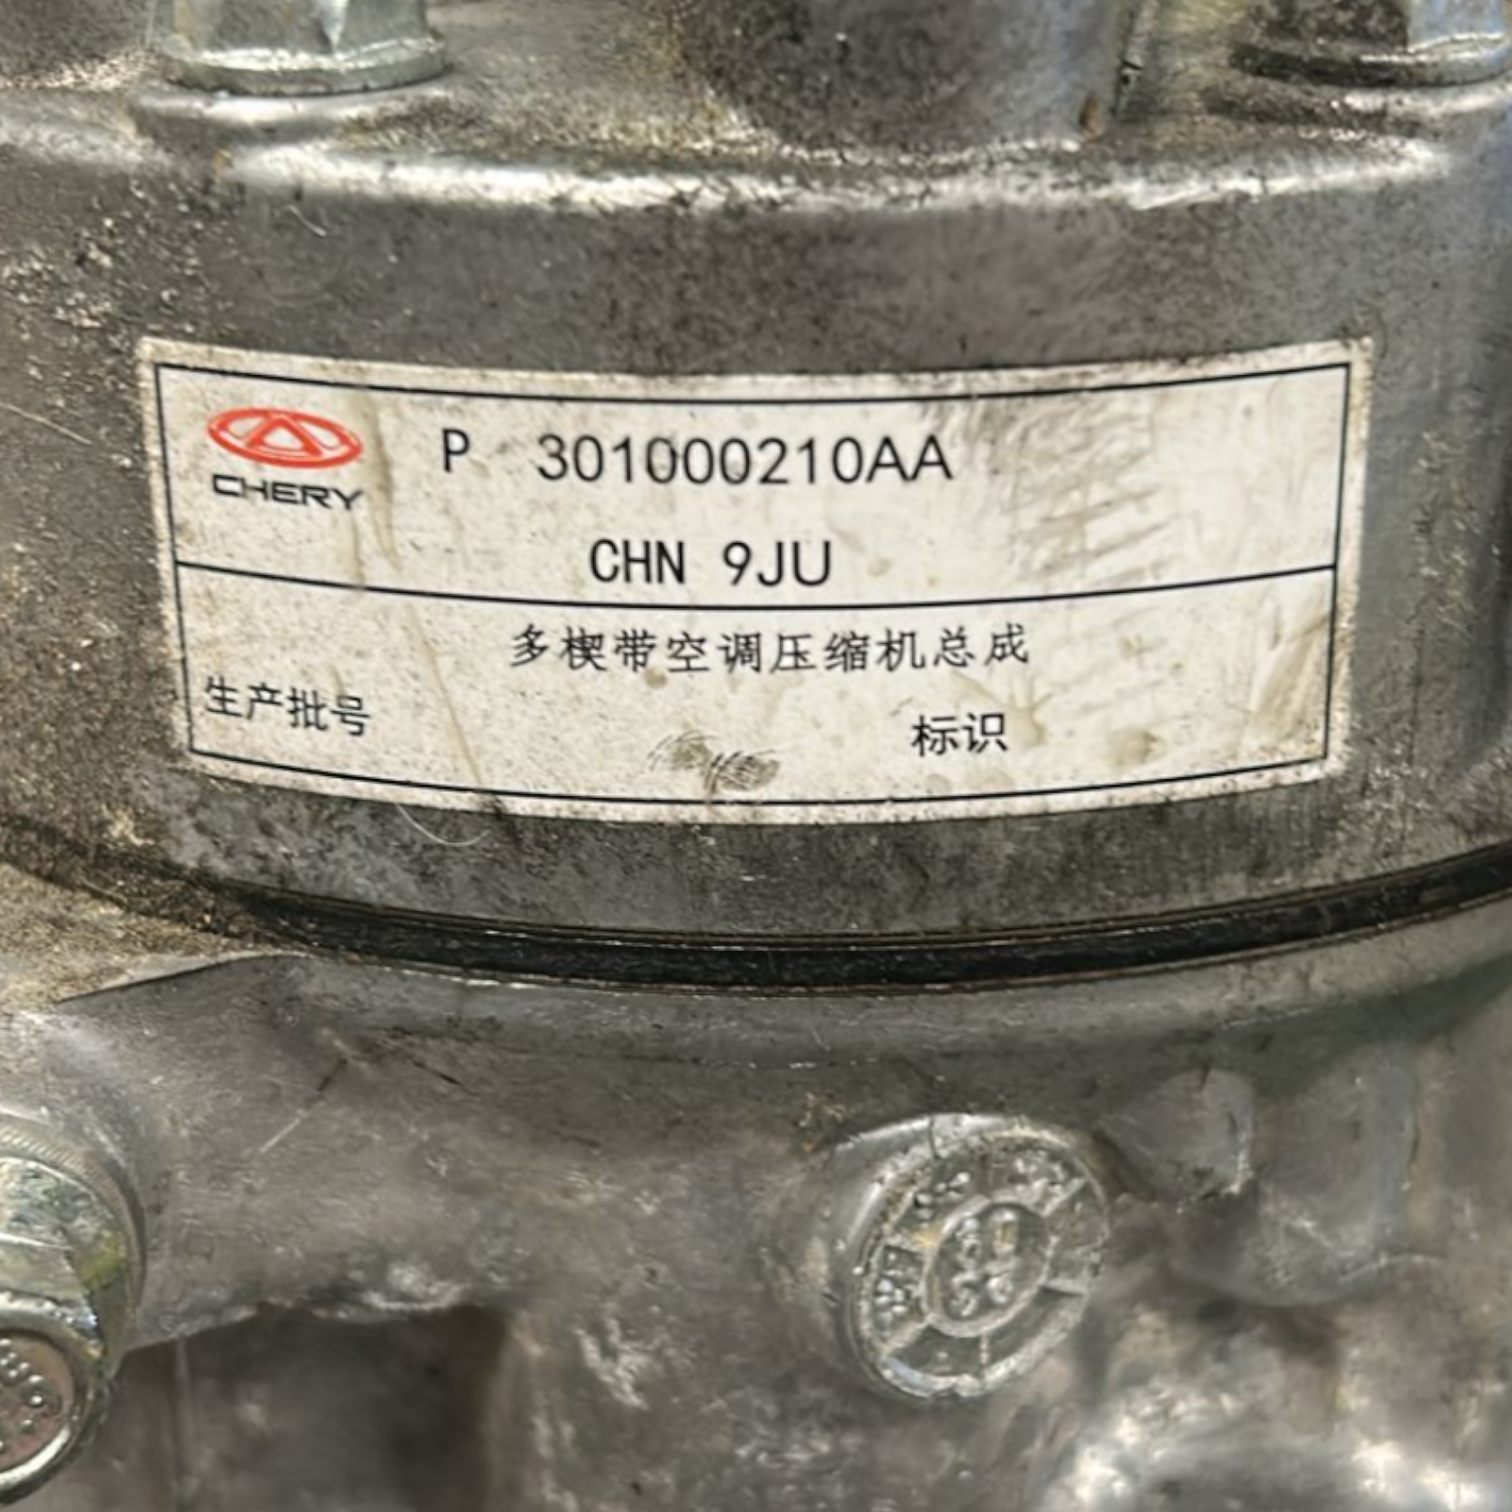 CHERY
P 301000210AA
CHN 9JU
多楔带空调压缩机总成
生产批号
标识